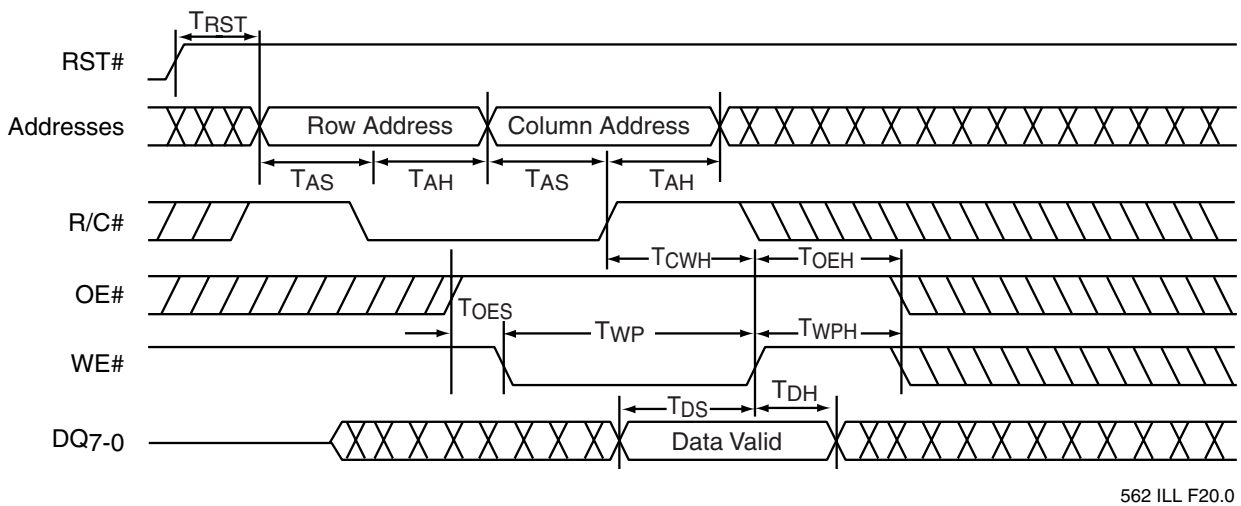 TRST
RST#
Addresses
Row Address
Column Address
TAS
TAH
TAS
TAH
R/C#
TCWH
TOEH
OE#
TOES
TWP
TWPH
WE#
TDS
TDH
DQ7-0
Data Valid
562 ILL F20.0